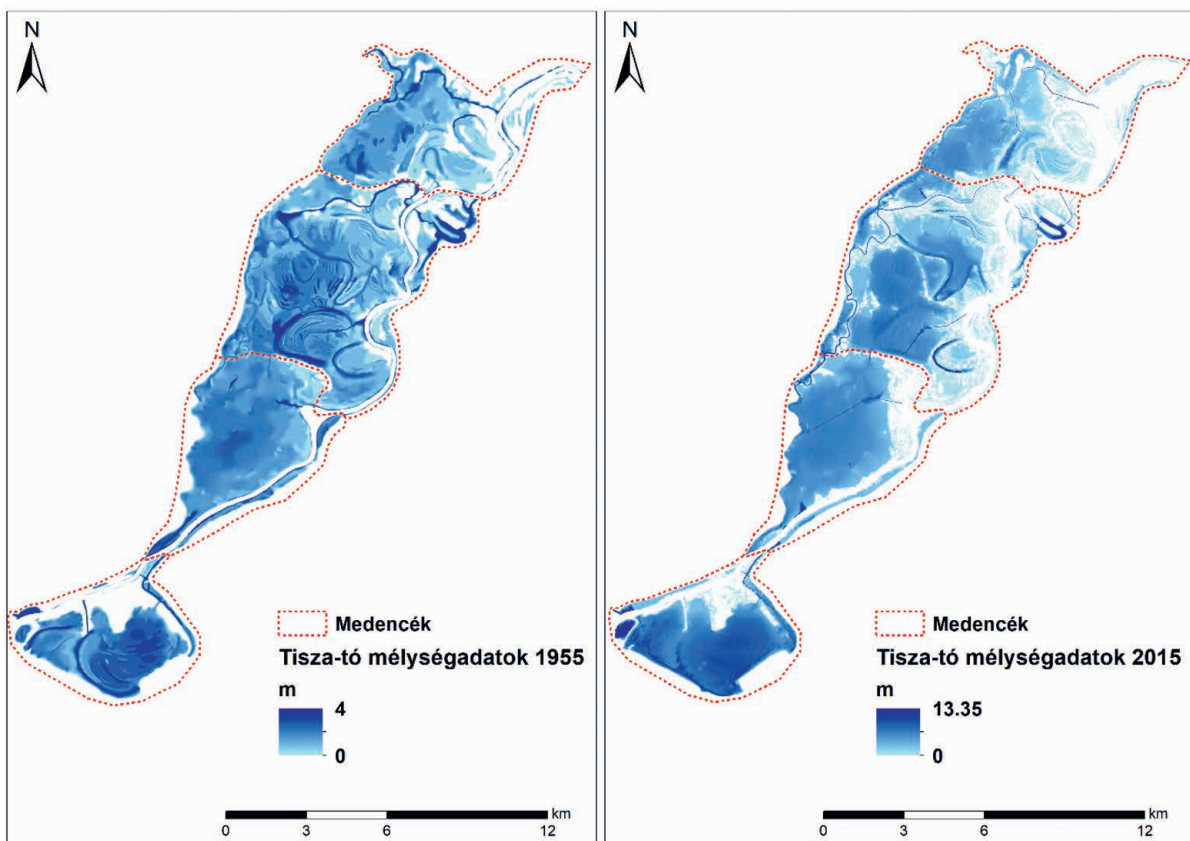 N
Medencék
Tisza-tó mélységadatok 1955
m
4
0
km
0 3 6 12
N
Medencék
Tisza-tó mélységadatok 2015
m
13.35
0
km
0 3 6 12